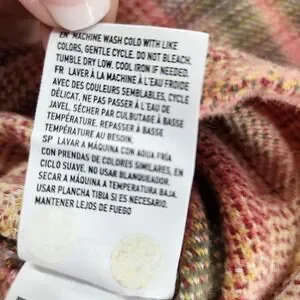 EN MACHINE WASH COLD WITH LIKE
COLORS, GENTLE CYCLE. DO NOT BLEACH.
TUMBLE DRY LOW. COOL IRON IF NEEDED.
FR LAVER À LA MACHINE À L'EAU FROIDE
AVEC DES COULEURS SEMBLABLES, CYCLE
DÉLICAT. NE PAS PASSER À L'EAU DE
JAVEL. SÉCHER PAR CULBUTAGE À BASSE
TEMPÉRATURE. REPASSER À BASSE
TEMPÉRATURE AU BESOIN.
SP LAVAR A MÁQUINA CON AGUA FRÍA
CON PRENDAS DE COLORES SIMILARES, EN
CICLO SUAVE. NO USAR BLANQUEADOR.
SECAR A MÁQUINA A TEMPERATURA BAJA.
USAR PLANCHA TIBIA SI ES NECESARIO.
MANTENER LEJOS DE FUEGO